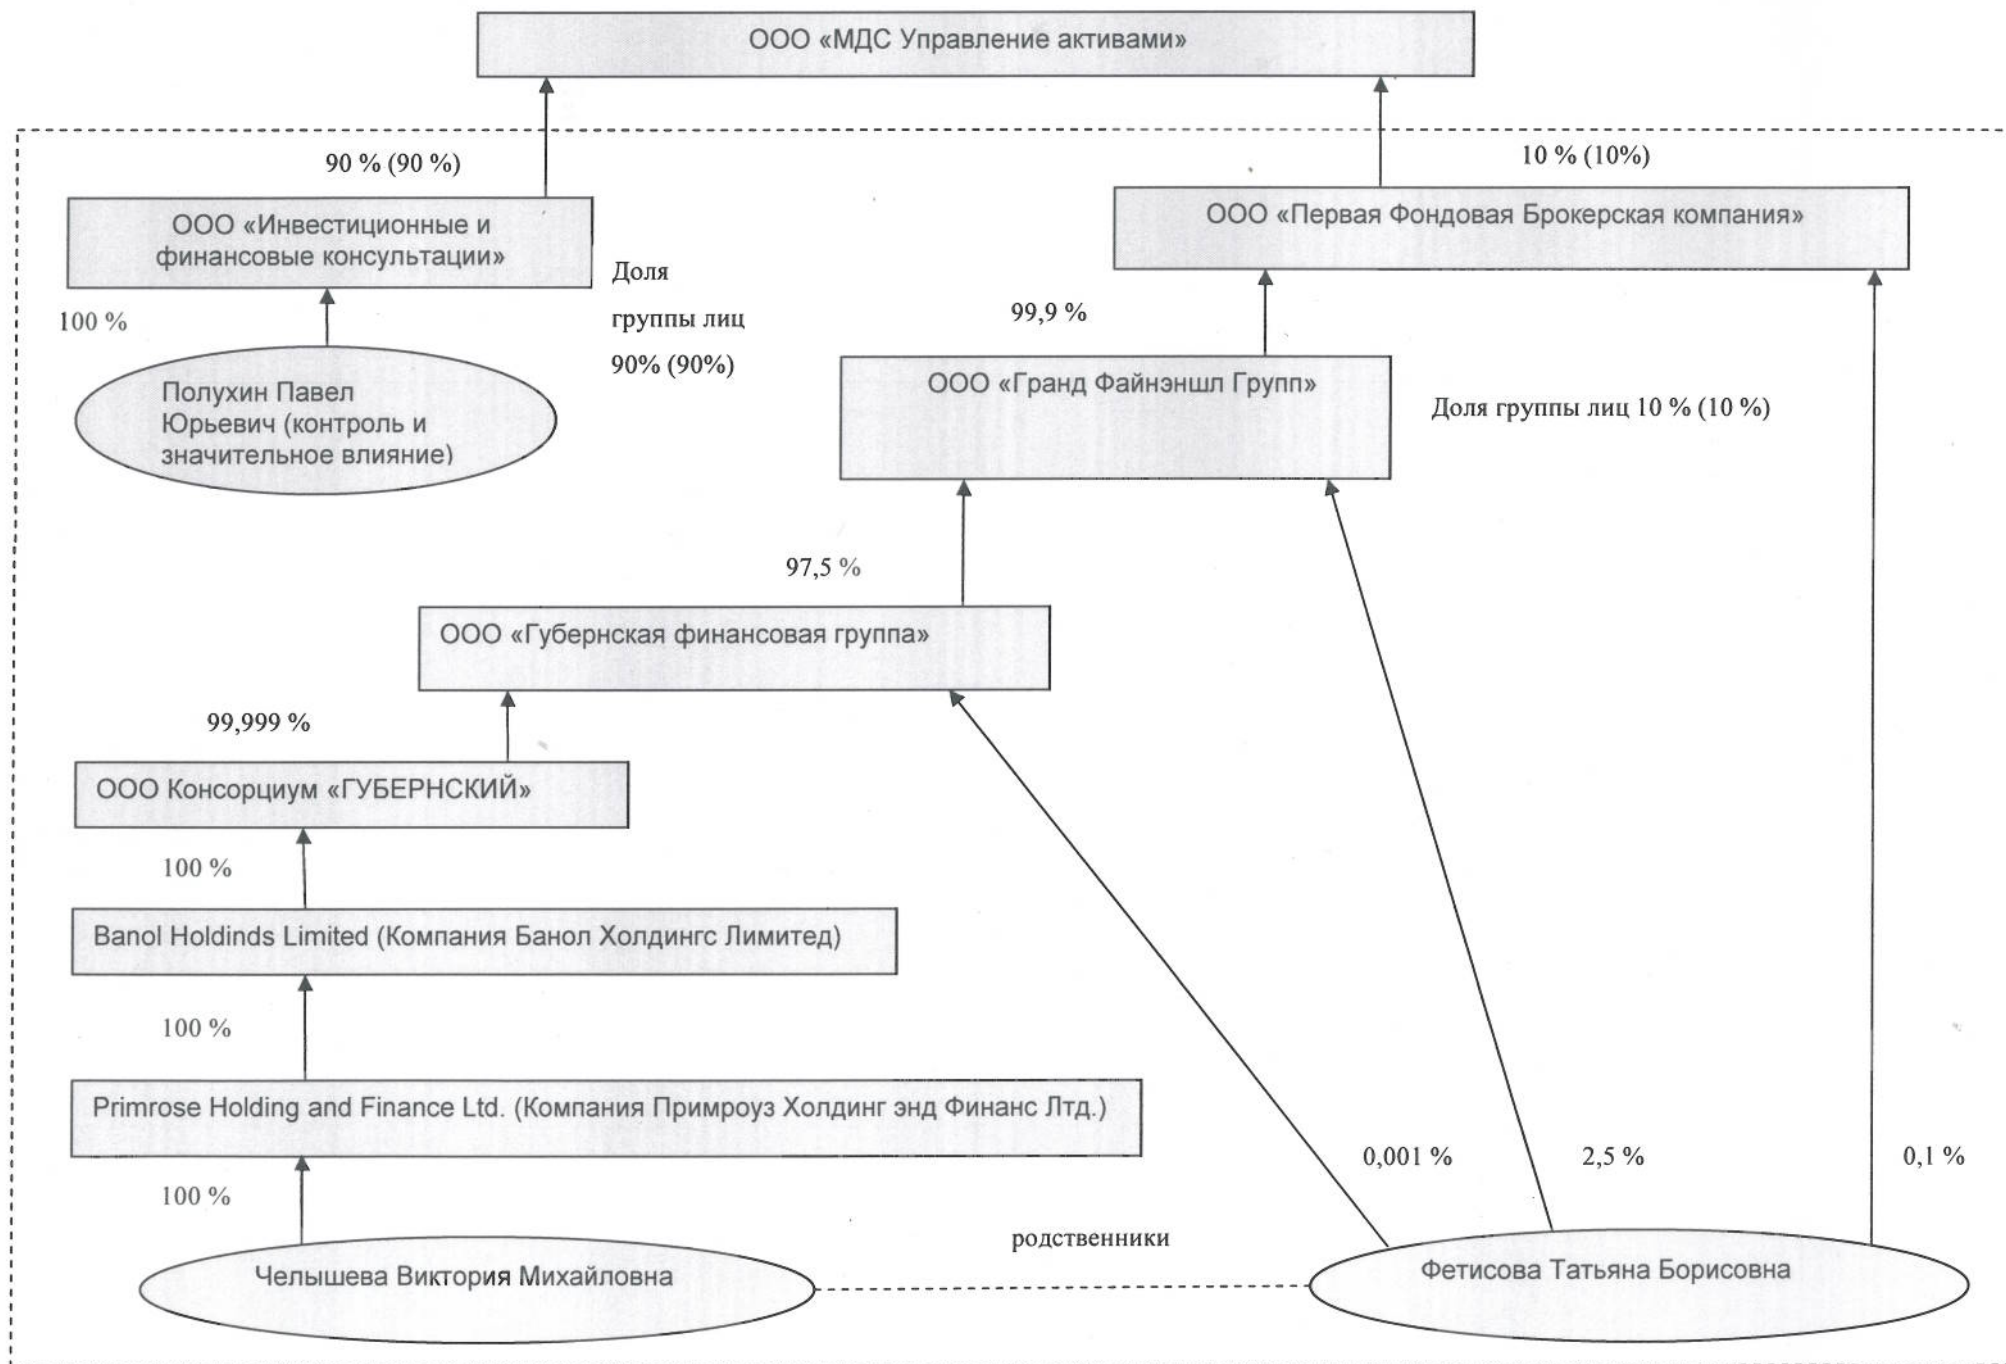 ООО «МДС Управление активами»
90 % (90 %)
10 % (10%)
ООО «Инвестиционные и
финансовые консультации»
ООО «Первая Фондовая Брокерская компания»
Доля
группы лиц
90% (90%)
100 %
99,9 %
Полухин Павел
Юрьевич (контроль и
значительное влияние)
ООО «Гранд Файнэншл Групп»
Доля группы лиц 10 % (10 %)
97,5 %
ООО «Губернская финансовая группа»
99,999 %
ООО Консорциум «ГУБЕРНСКИЙ»
100 %
Banol Holdinds Limited (Компания Банол Холдингс Лимитед)
100 %
Primrose Holding and Finance Ltd. (Компания Примроуз Холдинг энд Финанс Лтд.)
0,001 %
2,5 %
0,1 %
100 %
родственники
Челышева Виктория Михайловна
Фетисова Татьяна Борисовна